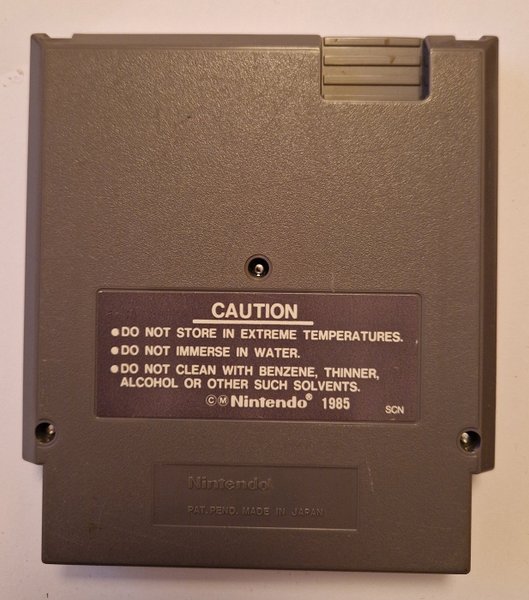 CAUTION
●DO NOT STORE IN EXTREME TEMPERATURES.
●DO NOT IMMERSE IN WATER.
●DO NOT CLEAN WITH BENZENE, THINNER,
ALCOHOL OR OTHER SUCH SOLVENTS.
ⒸⓂNintendo® 1985
SCN
Nintendo®
PAT. PEND. MADE IN JAPAN